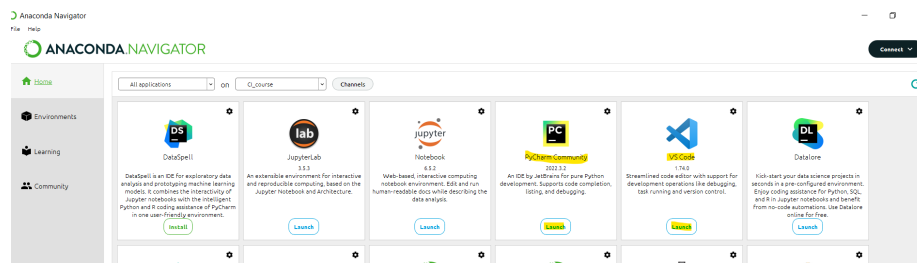 Anaconda Navigator
File Help
ANACONDA.NAVIGATOR
Connect
Home
Environments
Learning
Community
All applications on CI_course Channels
DS
DataSpell
DataSpell is an IDE for exploratory data
analysis and prototyping machine learning
models. It combines the interactivity of
Jupyter notebooks with the intelligent
Python and R coding assistance of PyCharm
in one user-friendly environment.
Install
lab
JupyterLab
3.5.3
An extensible environment for interactive
and reproducible computing, based on the
Jupyter Notebook and Architecture.
Launch
jupyter
Notebook
6.5.2
Web-based, interactive computing
notebook environment. Edit and run
human-readable docs while describing the
data analysis.
Launch
PC
PyCharm Community
2022.3.2
An IDE by JetBrains for pure Python
development. Supports code completion,
listing, and debugging.
Launch
VS Code
1.74.0
Streamlined code editor with support for
development operations like debugging,
task running and version control.
Launch
DL
Datalore
Kick-start your data science projects in
seconds in a pre-configured environment.
Enjoy coding assistance for Python, SQL,
and R in Jupyter notebooks and benefit
from no-code automations. Use Datalore
online for free.
Launch